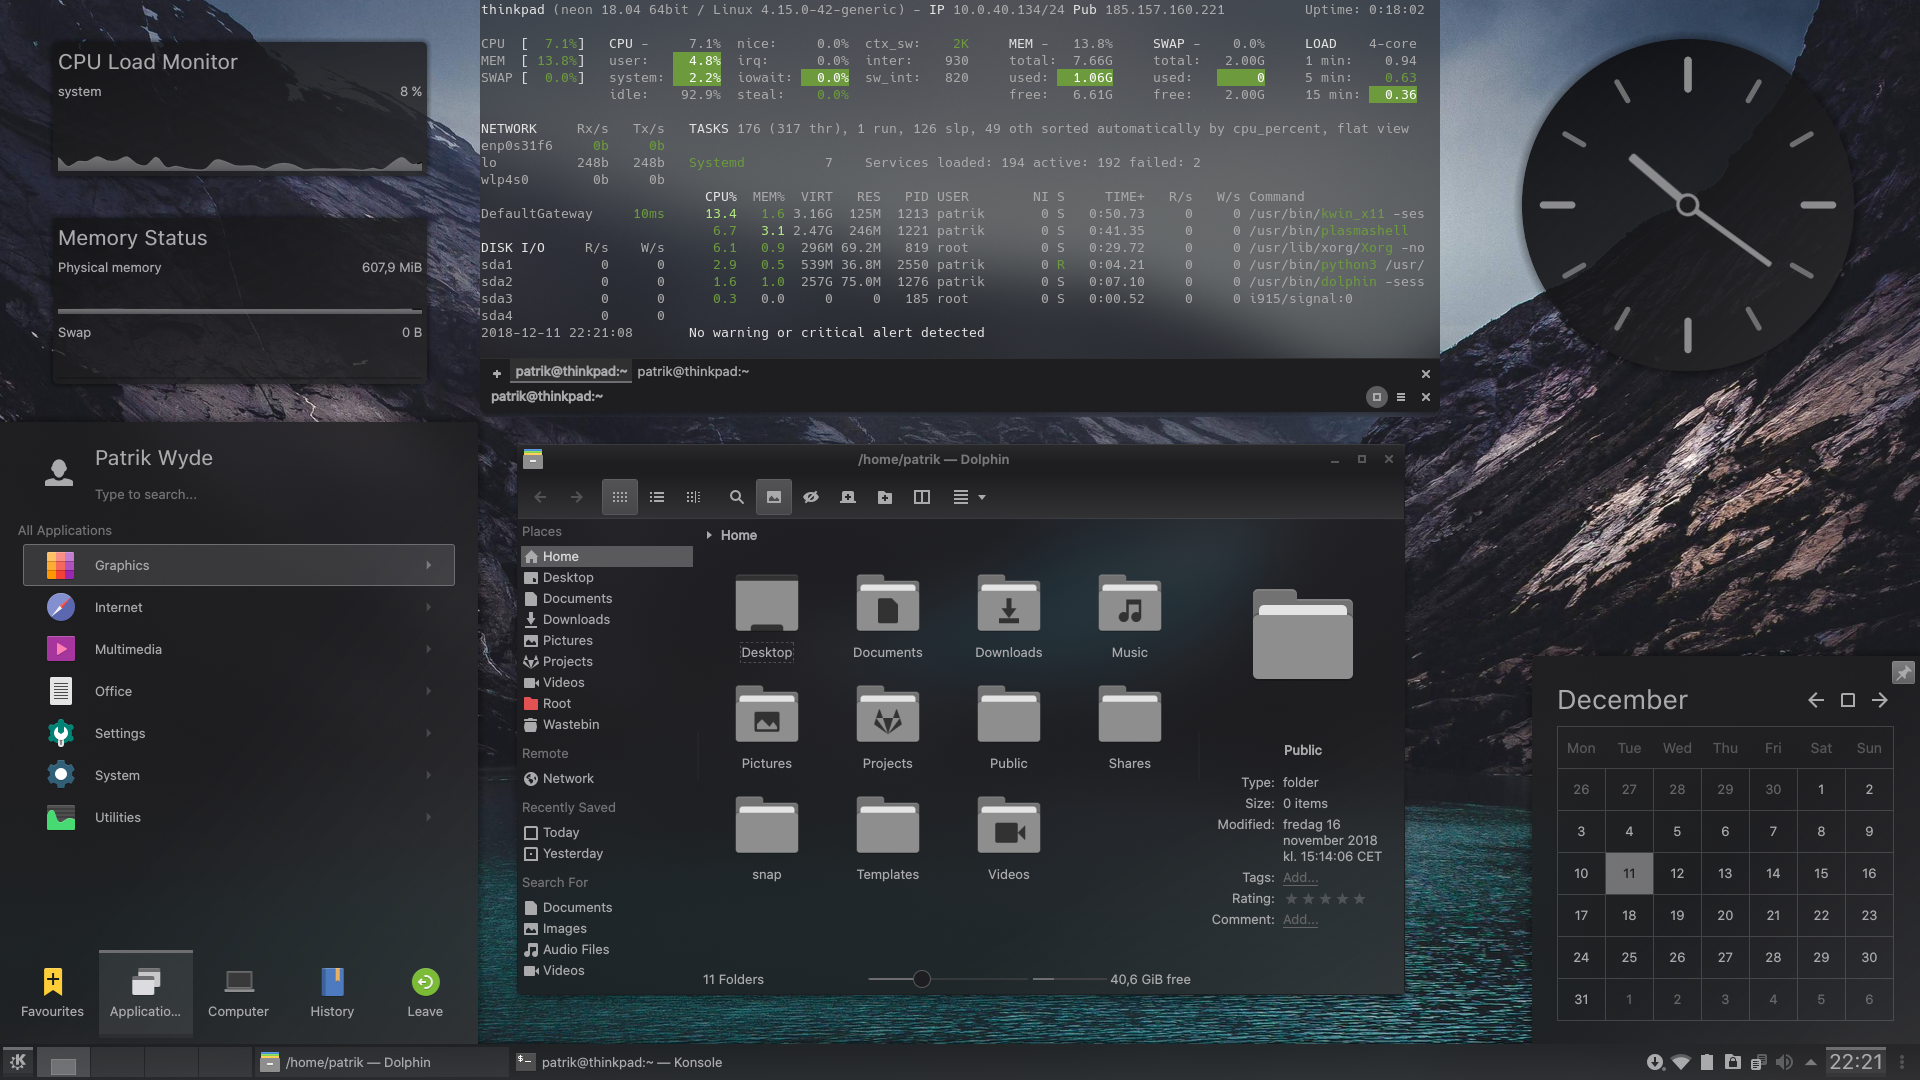 CPU Load Monitor
system 8 %
Memory Status
Physical memory 607,9 MiB
Swap 0 B
thinkpad (neon 18.04 64bit / Linux 4.15.0-42-generic) - IP 10.0.40.134/24 Pub 185.157.160.221 Uptime: 0:18:02
CPU [ 7.1%] CPU - 7.1% nice: 0.0% ctx_sw: 2K MEM - 13.8% SWAP - 0.0% LOAD 4-core
MEM [ 13.8%] user: 4.8% irq: 0.0% inter: 930 total: 7.66G total: 2.00G 1 min: 0.94
SWAP [ 0.0%] system: 2.2% iowait: 0.0% sw_int: 820 used: 1.06G used: 0 5 min: 0.63
idle: 92.9% steal: 0.0% free: 6.61G free: 2.00G 15 min: 0.36
NETWORK Rx/s Tx/s TASKS 176 (317 thr), 1 run, 126 slp, 49 oth sorted automatically by cpu_percent, flat view
enp0s31f6 0b 0b
lo 248b 248b Systemd 7 Services loaded: 194 active: 192 failed: 2
wlp4s0 0b 0b
CPU% MEM% VIRT RES PID USER NI S TIME+ R/s W/s Command
DefaultGateway 10ms 13.4 1.6 3.16G 125M 1213 patrik 0 S 0:50.73 0 0 /usr/bin/kwin_x11 -ses
6.7 3.1 2.47G 246M 1221 patrik 0 S 0:41.35 0 0 /usr/bin/plasmashell
DISK I/O R/s W/s 6.1 0.9 296M 69.2M 819 root 0 S 0:29.72 0 0 /usr/lib/xorg/Xorg -no
sda1 0 0 2.9 0.5 539M 36.8M 2550 patrik 0 R 0:04.21 0 0 /usr/bin/python3 /usr/
sda2 0 0 1.6 1.0 257G 75.0M 1276 patrik 0 S 0:07.10 0 0 /usr/bin/dolphin -sess
sda3 0 0 0.3 0.0 0 0 185 root 0 S 0:00.52 0 0 i915/signal:0
sda4 0 0
2018-12-11 22:21:08 No warning or critical alert detected
patrik@thinkpad:~ patrik@thinkpad:~
patrik@thinkpad:~
Patrik Wyde
Type to search...
All Applications
Graphics
Internet
Multimedia
Office
Settings
System
Utilities
Favourites Applicatio... Computer History Leave
/home/patrik — Dolphin
Places
Home
Desktop
Documents
Downloads
Pictures
Projects
Videos
Root
Wastebin
Remote
Network
Recently Saved
Today
Yesterday
Search For
Documents
Images
Audio Files
Videos
Home
Desktop Documents Downloads Music
Pictures Projects Public Shares
snap Templates Videos
11 Folders 40,6 GiB free
Public
Type: folder
Size: 0 items
Modified: fredag 16
november 2018
kl. 15:14:06 CET
Tags: Add...
Rating:
Comment: Add...
December
Mon Tue Wed Thu Fri Sat Sun
26 27 28 29 30 1 2
3 4 5 6 7 8 9
10 11 12 13 14 15 16
17 18 19 20 21 22 23
24 25 26 27 28 29 30
31 1 2 3 4 5 6
/home/patrik — Dolphin patrik@thinkpad:~ — Konsole 22:21